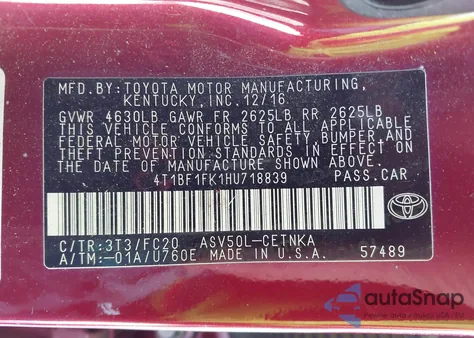 MFD.BY: TOYOTA MOTOR MANUFACTURING,
KENTUCKY, INC. 12/16
GVWR 4630LB GAWR FR 2625LB RR 2625LB
THIS VEHICLE CONFORMS TO ALL APPLICABLE
FEDERAL MOTOR VEHICLE SAFETY, BUMPER AND
THEFT PREVENTION STANDARDS IN EFFECT ON
THE DATE OF MANUFACTURE SHOWN ABOVE.
4T1BF1FK1HU718839 PASS.CAR
C/TR:3T3/FC20 ASV50L-CETNKA
A/TM:-01A/U760E MADE IN U.S.A. 57489
TOYOTA
autoSnap